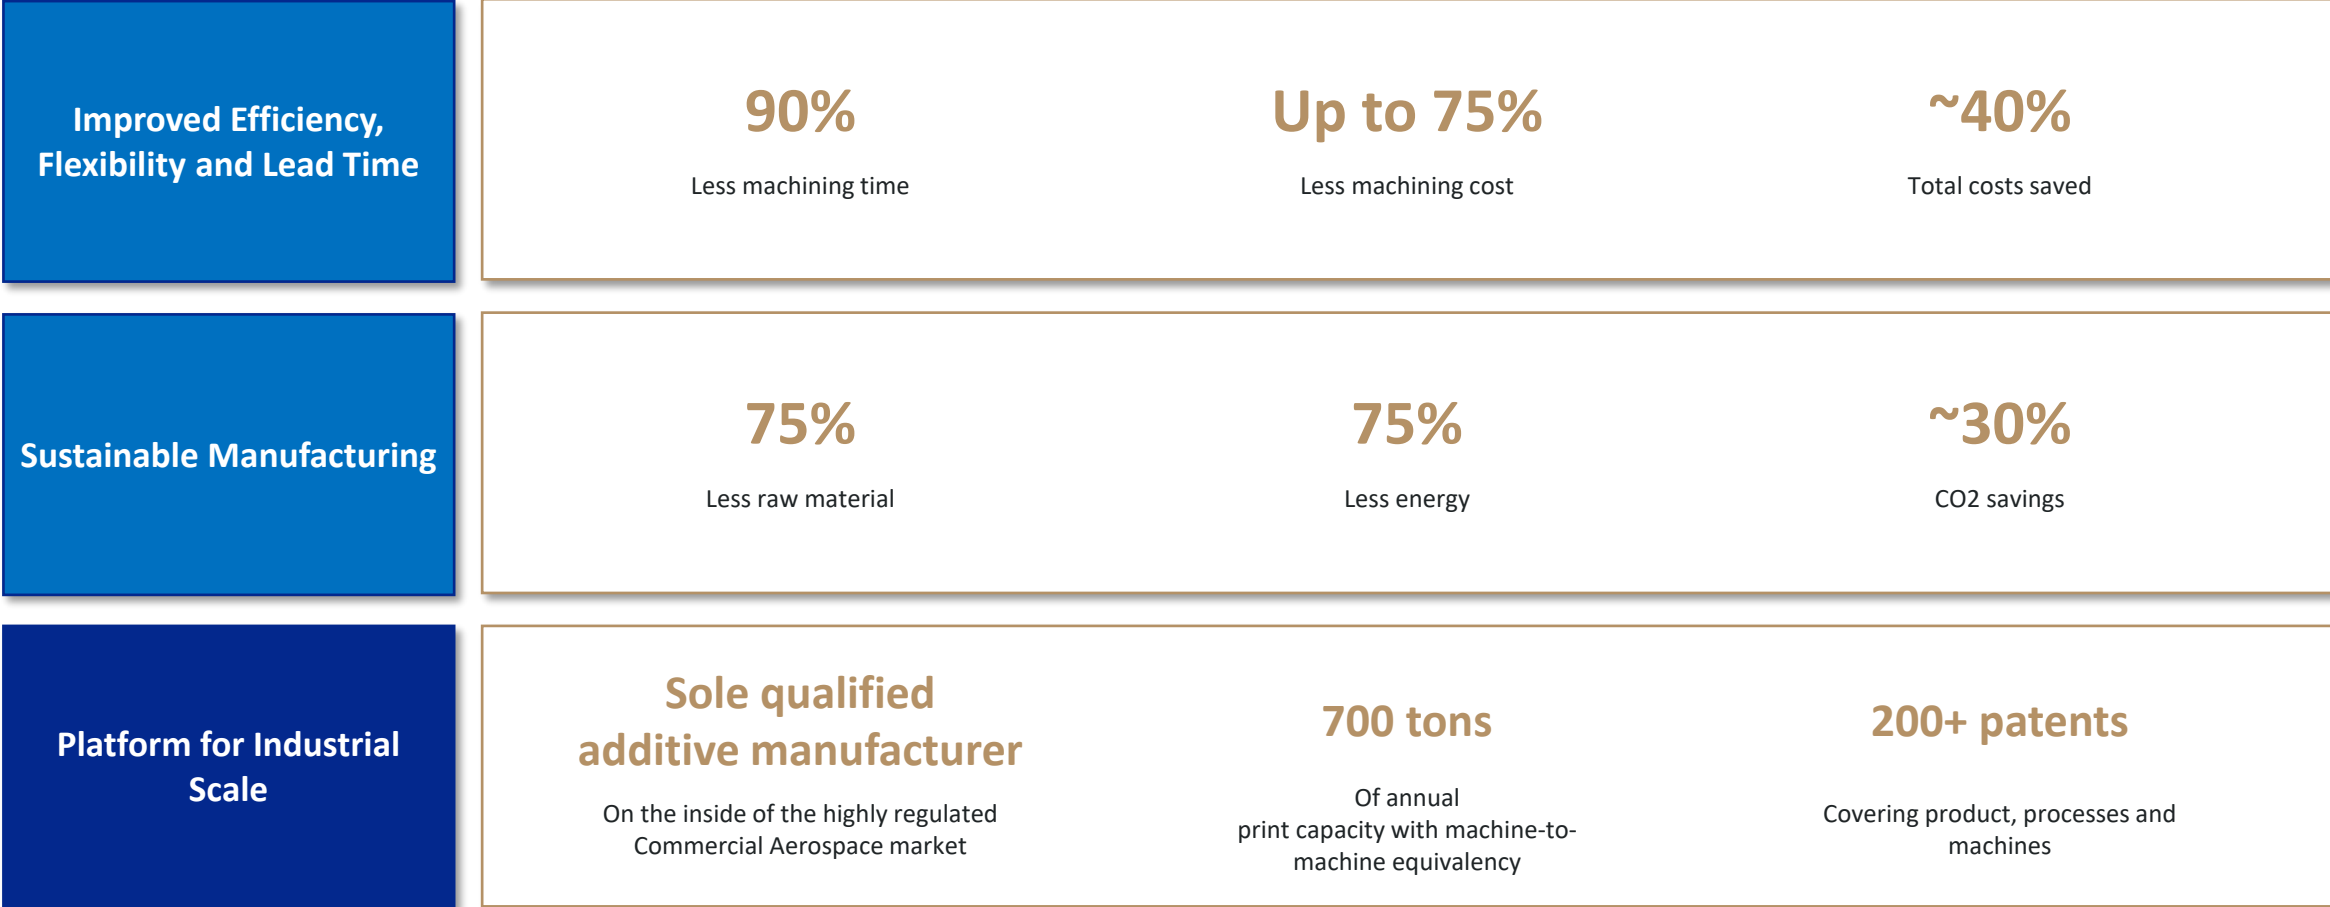 Improved Efficiency,
Flexibility and Lead Time
90%
Less machining time
Up to 75%
Less machining cost
~40%
Total costs saved
Sustainable Manufacturing
75%
Less raw material
75%
Less energy
~30%
CO2 savings
Platform for Industrial
Scale
Sole qualified
additive manufacturer
On the inside of the highly regulated
Commercial Aerospace market
700 tons
Of annual
print capacity with machine-to-
machine equivalency
200+ patents
Covering product, processes and
machines